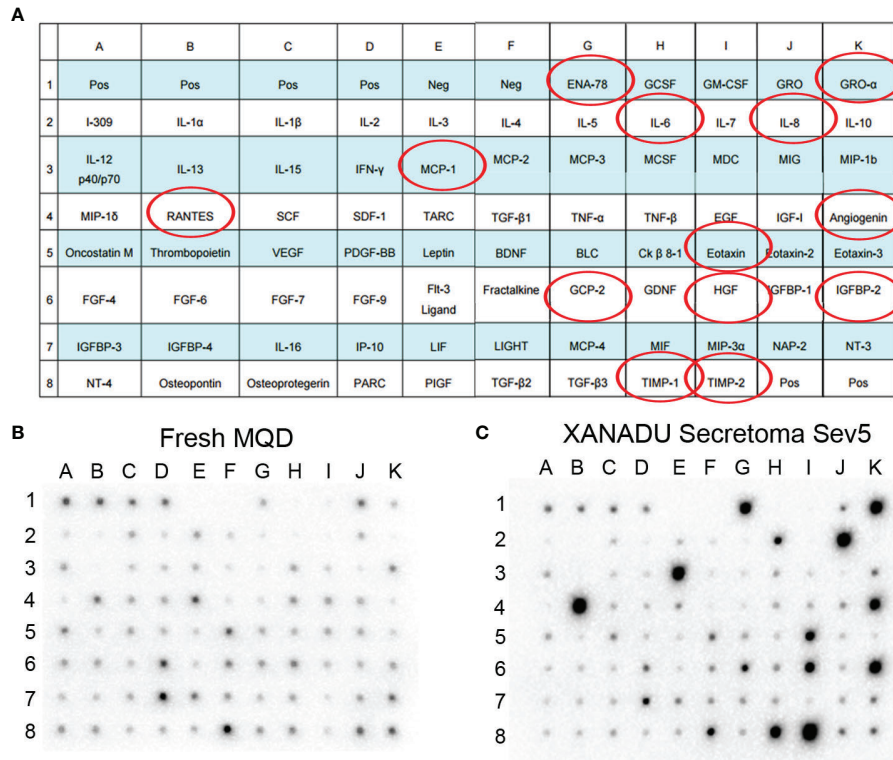 A
A B C D E F G H I J K
1 Pos Pos Pos Pos Neg Neg ENA-78 GCSF GM-CSF GRO GRO-α
2 I-309 IL-1α IL-1β IL-2 IL-3 IL-4 IL-5 IL-6 IL-7 IL-8 IL-10
3 IL-12 p40/p70 IL-13 IL-15 IFN-γ MCP-1 MCP-2 MCP-3 MCSF MDC MIG MIP-1b
4 MIP-1δ RANTES SCF SDF-1 TARC TGF-β1 TNF-α TNF-β EGF IGF-I Angiogenin
5 Oncostatin M Thrombopoietin VEGF PDGF-BB Leptin BDNF BLC Ck β 8-1 Eotaxin Eotaxin-2 Eotaxin-3
6 FGF-4 FGF-6 FGF-7 FGF-9 Flt-3 Ligand Fractalkine GCP-2 GDNF HGF IGFBP-1 IGFBP-2
7 IGFBP-3 IGFBP-4 IL-16 IP-10 LIF LIGHT MCP-4 MIF MIP-3α NAP-2 NT-3
8 NT-4 Osteopontin Osteoprotegerin PARC PIGF TGF-β2 TGF-β3 TIMP-1 TIMP-2 Pos Pos
B
Fresh MQD
A B C D E F G H I J K
1
2
3
4
5
6
7
8
C
XANADU Secretoma Sev5
A B C D E F G H I J K
1
2
3
4
5
6
7
8